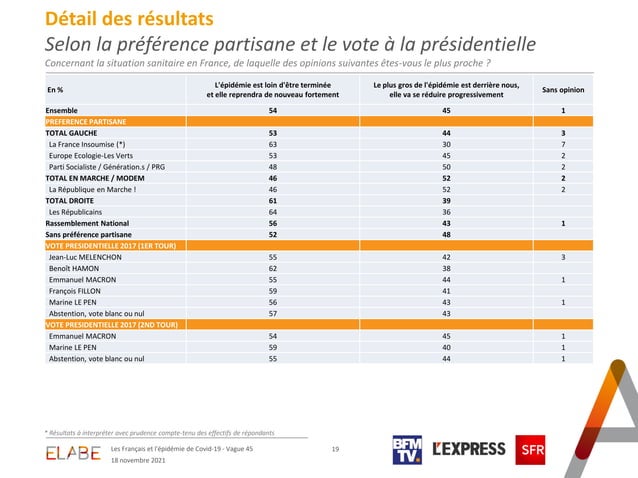 Détail des résultats
Selon la préférence partisane et le vote à la présidentielle
Concernant la situation sanitaire en France, de laquelle des opinions suivantes êtes-vous le plus proche ?
En % L'épidémie est loin d'être terminée et elle reprendra de nouveau fortement Le plus gros de l'épidémie est derrière nous, elle va se réduire progressivement Sans opinion
Ensemble 54 45 1
PREFERENCE PARTISANE
TOTAL GAUCHE 53 44 3
La France Insoumise (*) 63 30 7
Europe Ecologie-Les Verts 53 45 2
Parti Socialiste / Génération.s / PRG 48 50 2
TOTAL EN MARCHE / MODEM 46 52 2
La République en Marche ! 46 52 2
TOTAL DROITE 61 39
Les Républicains 64 36
Rassemblement National 56 43 1
Sans préférence partisane 52 48
VOTE PRESIDENTIELLE 2017 (1ER TOUR)
Jean-Luc MELENCHON 55 42 3
Benoît HAMON 62 38
Emmanuel MACRON 55 44 1
François FILLON 59 41
Marine LE PEN 56 43 1
Abstention, vote blanc ou nul 57 43
VOTE PRESIDENTIELLE 2017 (2ND TOUR)
Emmanuel MACRON 54 45 1
Marine LE PEN 59 40 1
Abstention, vote blanc ou nul 55 44 1
* Résultats à interpréter avec prudence compte-tenu des effectifs de répondants
ELABE
Les Français et l'épidémie de Covid-19 - Vague 45
18 novembre 2021
19
BFM
TV.
L'EXPRESS
SFR